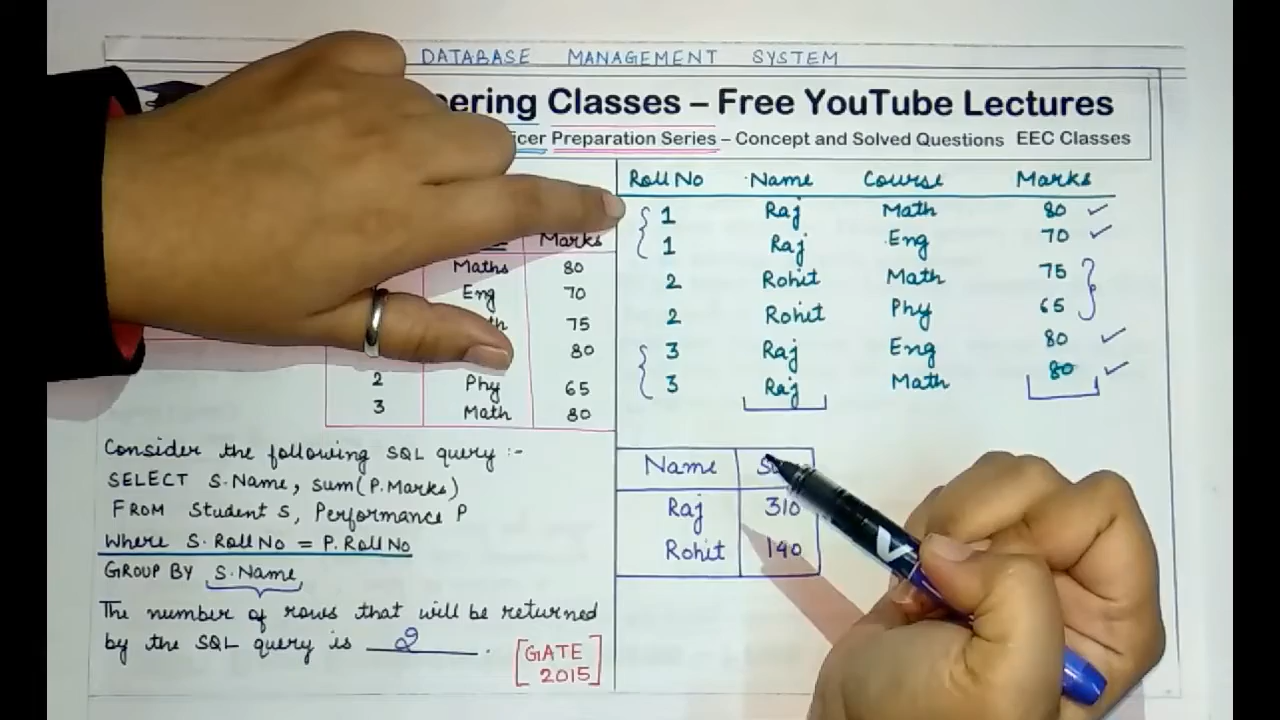 DATABASE MANAGEMENT SYSTEM
Classes – Free YouTube Lectures
Preparation Series – Concept and Solved Questions EEC Classes
Roll No Name Course Marks
1 Raj Math 80
1 Raj Eng 70
2 Rohit Math 75
2 Rohit Phy 65
3 Raj Eng 80
3 Raj Math 80
Marks
Maths 80
Eng 70
75
80
2 Phy 65
3 Math 80
Consider the following SQL query :-
SELECT S.Name, sum(P.Marks)
FROM Student S, Performance P
Where S.RollNo = P.RollNo
GROUP BY S.Name
The number of rows that will be returned
by the SQL query is 2.
[GATE
2015]
Name
Raj 310
Rohit 140